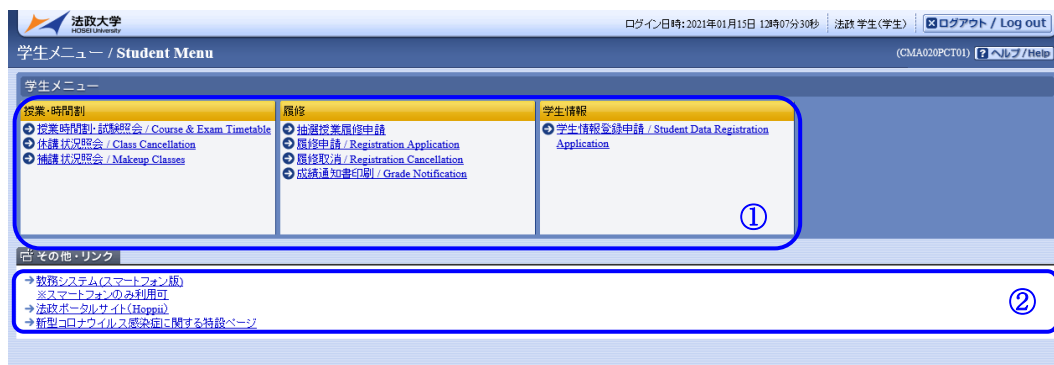 法政大学
HOSEI University
ログイン日時：2021年01月15日 12時07分30秒 法政 学生(学生) ログアウト / Log out
学生メニュー / Student Menu
(CMA020PCT01) ヘルプ/Help
学生メニュー
授業・時間割
授業時間割・試験照会 / Course & Exam Timetable
休講状況照会 / Class Cancellation
補講状況照会 / Makeup Classes
履修
抽選授業履修申請
履修申請 / Registration Application
履修取消 / Registration Cancellation
成績通知書印刷 / Grade Notification
学生情報
学生情報登録申請 / Student Data Registration
Application
①
その他・リンク
教務システム(スマートフォン版)
※スマートフォンのみ利用可
法政ポータルサイト(Hoppii)
新型コロナウイルス感染症に関する特設ページ
②